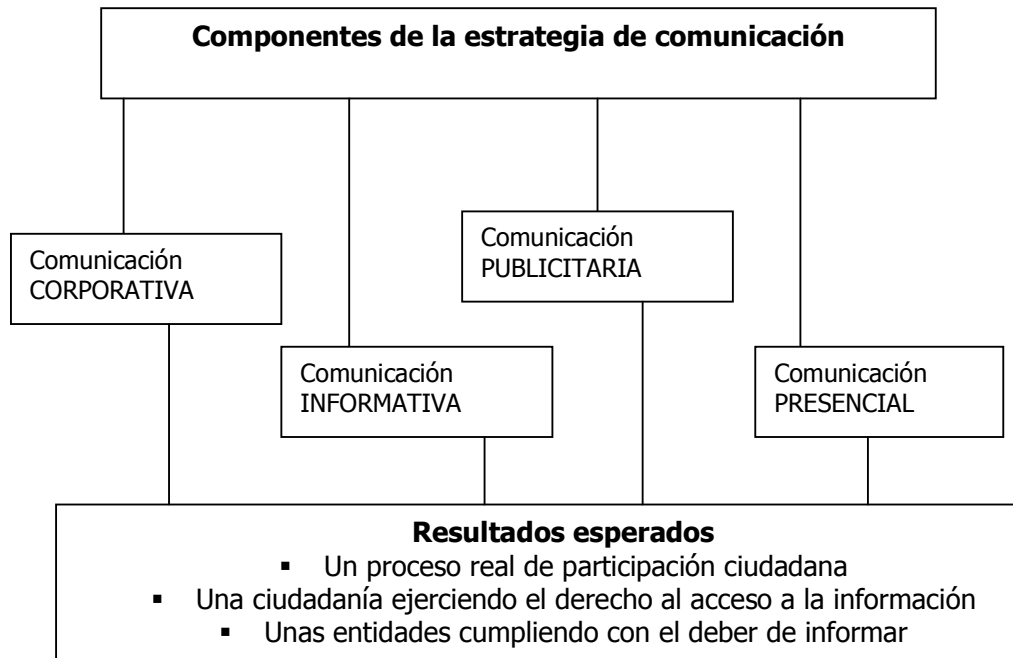 Componentes de la estrategia de comunicación
Comunicación
CORPORATIVA
Comunicación
PUBLICITARIA
Comunicación
INFORMATIVA
Comunicación
PRESENCIAL
Resultados esperados
▪ Un proceso real de participación ciudadana
▪ Una ciudadanía ejerciendo el derecho al acceso a la información
▪ Unas entidades cumpliendo con el deber de informar